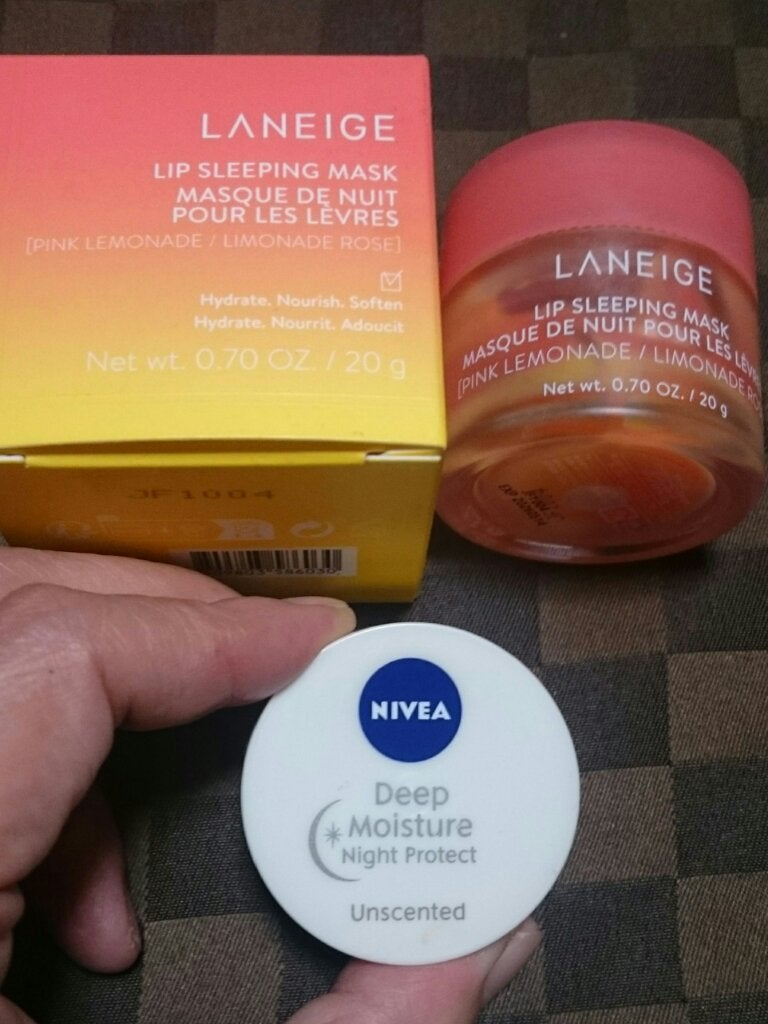 LANEIGE
LIP SLEEPING MASK
MASQUE DE NUIT
POUR LES LÈVRES
[PINK LEMONADE / LIMONADE ROSE]
Hydrate. Nourish. Soften
Hydrate. Nourrit. Adoucit
Net wt. 0.70 OZ. / 20 g
JF1004
LANEIGE
LIP SLEEPING MASK
MASQUE DE NUIT POUR LES
[PINK LEMONADE / LIMONADE
Net wt. 0.70 OZ. / 20 g
EXP
NIVEA
Deep
Moisture
Night Protect
Unscented